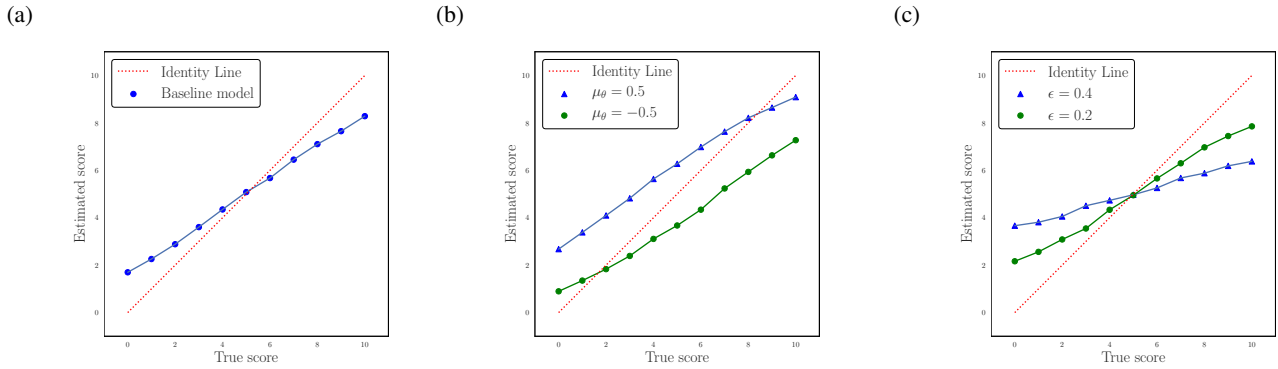 (a)
Identity Line
Baseline model
10
8
6
4
2
0
Estimated score
0 2 4 6 8 10
True score
(b)
Identity Line
μθ = 0.5
μθ = −0.5
10
8
6
4
2
0
Estimated score
0 2 4 6 8 10
True score
(c)
Identity Line
ϵ = 0.4
ϵ = 0.2
10
8
6
4
2
0
Estimated score
0 2 4 6 8 10
True score